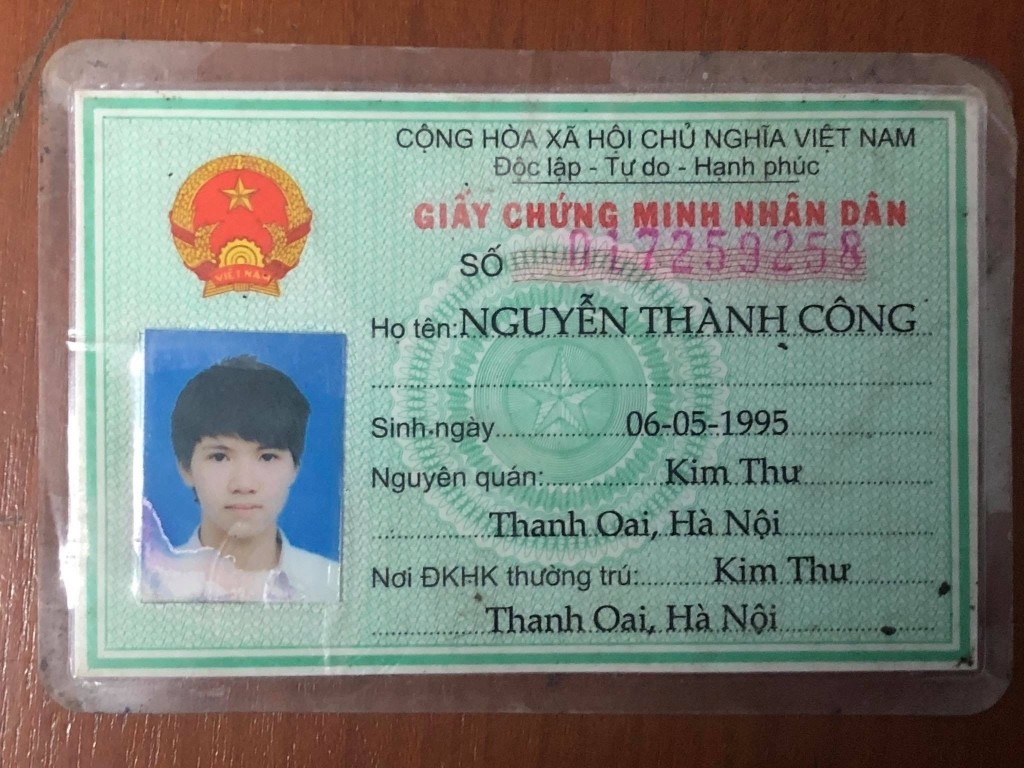 CỘNG HÒA XÃ HỘI CHỦ NGHĨA VIỆT NAM
Độc lập - Tự do - Hạnh phúc
GIẤY CHỨNG MINH NHÂN DÂN
SỐ 017259258
VIỆT NAM
Họ tên: NGUYỄN THÀNH CÔNG
Sinh ngày 06-05-1995
Nguyên quán: Kim Thư
Thanh Oai, Hà Nội
Nơi ĐKHK thường trú: Kim Thư
Thanh Oai, Hà Nội